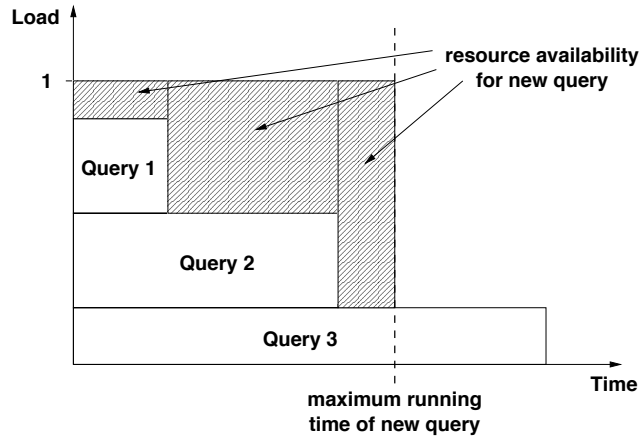 Load
resource availability
for new query
1
Query 1
Query 2
Query 3
Time
maximum running
time of new query